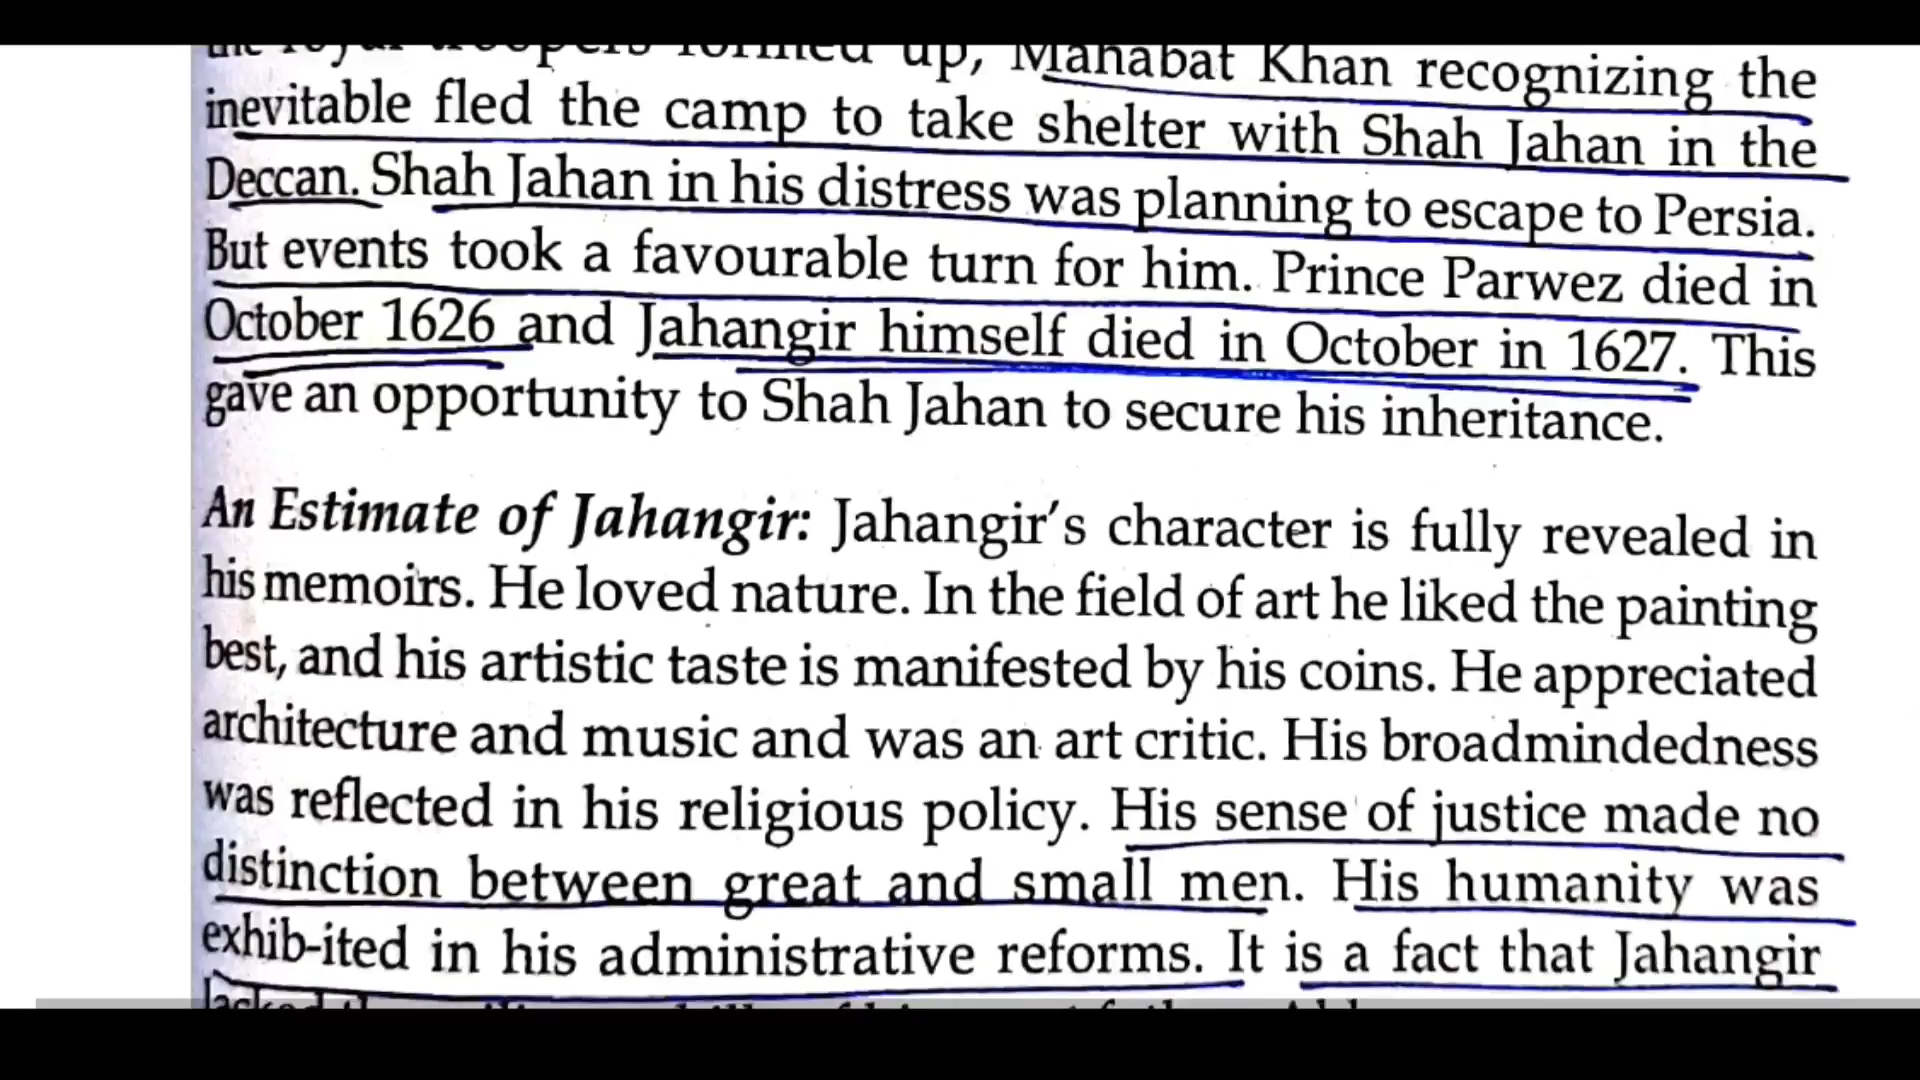 the royal troopers formed up, Mahabat Khan recognizing the
inevitable fled the camp to take shelter with Shah Jahan in the
Deccan. Shah Jahan in his distress was planning to escape to Persia.
But events took a favourable turn for him. Prince Parwez died in
October 1626 and Jahangir himself died in October in 1627. This
gave an opportunity to Shah Jahan to secure his inheritance.
An Estimate of Jahangir: Jahangir's character is fully revealed in
his memoirs. He loved nature. In the field of art he liked the painting
best, and his artistic taste is manifested by his coins. He appreciated
architecture and music and was an art critic. His broadmindedness
was reflected in his religious policy. His sense of justice made no
distinction between great and small men. His humanity was
exhib-ited in his administrative reforms. It is a fact that Jahangir
lacked